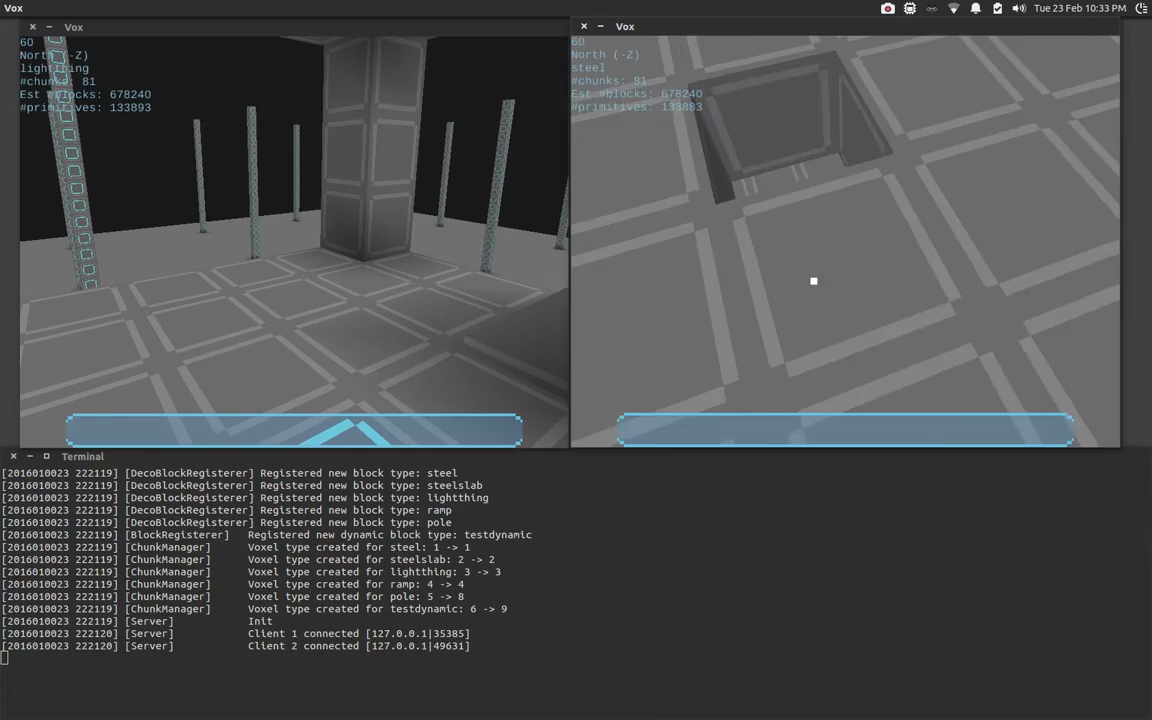 Vox
Tue 23 Feb 10:33 PM
Vox
60
North (-Z)
lightthing
#chunks: 81
Est #blocks: 678240
#primitives: 133893
Vox
60
North (-Z)
steel
#chunks: 81
Est #blocks: 678240
#primitives: 133883
Terminal
[2016010023 222119] [DecoBlockRegisterer] Registered new block type: steel
[2016010023 222119] [DecoBlockRegisterer] Registered new block type: steelslab
[2016010023 222119] [DecoBlockRegisterer] Registered new block type: lightthing
[2016010023 222119] [DecoBlockRegisterer] Registered new block type: ramp
[2016010023 222119] [DecoBlockRegisterer] Registered new block type: pole
[2016010023 222119] [BlockRegisterer] Registered new dynamic block type: testdynamic
[2016010023 222119] [ChunkManager] Voxel type created for steel: 1 -> 1
[2016010023 222119] [ChunkManager] Voxel type created for steelslab: 2 -> 2
[2016010023 222119] [ChunkManager] Voxel type created for lightthing: 3 -> 3
[2016010023 222119] [ChunkManager] Voxel type created for ramp: 4 -> 4
[2016010023 222119] [ChunkManager] Voxel type created for pole: 5 -> 8
[2016010023 222119] [ChunkManager] Voxel type created for testdynamic: 6 -> 9
[2016010023 222119] [Server] Init
[2016010023 222120] [Server] Client 1 connected [127.0.0.1|35385]
[2016010023 222120] [Server] Client 2 connected [127.0.0.1|49631]